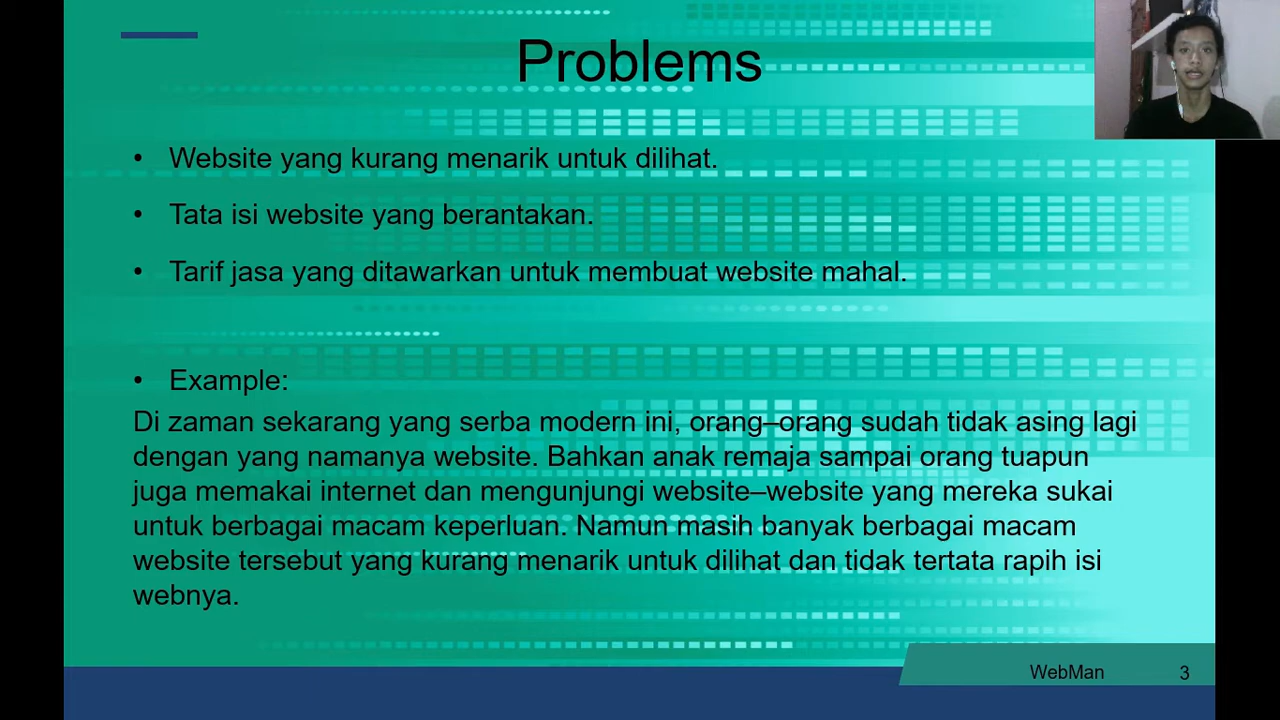 Problems
• Website yang kurang menarik untuk dilihat.
• Tata isi website yang berantakan.
• Tarif jasa yang ditawarkan untuk membuat website mahal.
• Example:
Di zaman sekarang yang serba modern ini, orang–orang sudah tidak asing lagi
dengan yang namanya website. Bahkan anak remaja sampai orang tuapun
juga memakai internet dan mengunjungi website–website yang mereka sukai
untuk berbagai macam keperluan. Namun masih banyak berbagai macam
website tersebut yang kurang menarik untuk dilihat dan tidak tertata rapih isi
webnya.
WebMan 3